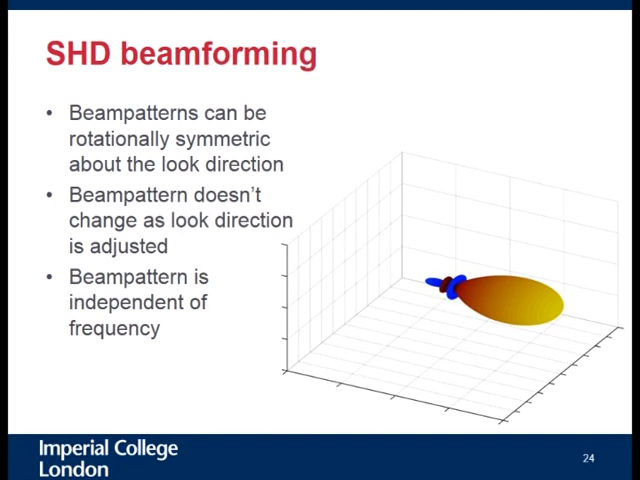 SHD beamforming
• Beampatterns can be
rotationally symmetric
about the look direction
• Beampattern doesn't
change as look direction
is adjusted
• Beampattern is
independent of
frequency
Imperial College
London
24